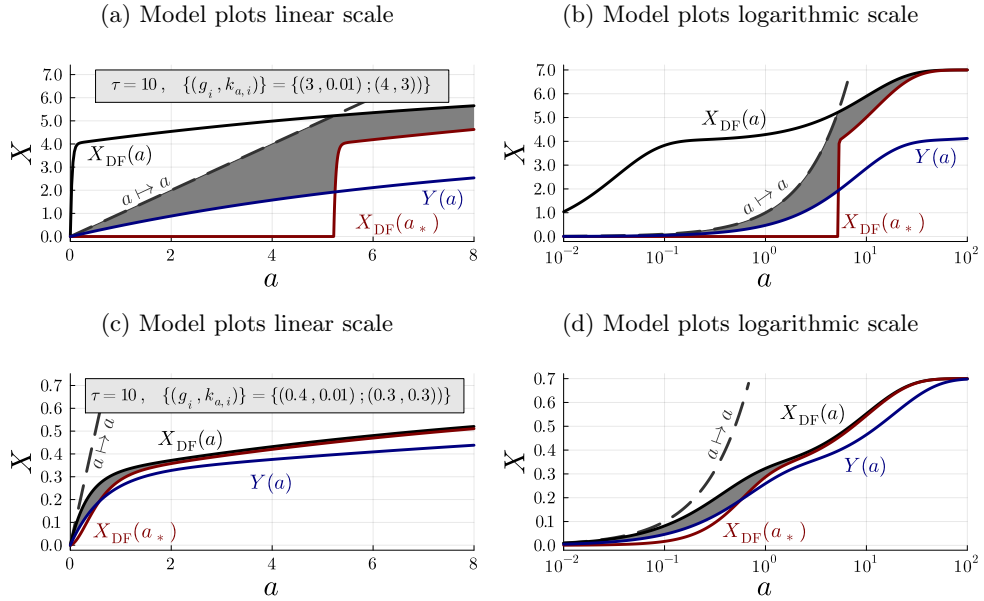 (a) Model plots linear scale
τ = 10 , {(g_i , k_{a,i})} = {(3 , 0.01) ; (4 , 3))}
X
7.0
6.0
5.0
4.0
3.0
2.0
1.0
0.0
X_DF(a)
a ↦ a
Y(a)
X_DF(a_*)
0 2 4 6 8
a
(b) Model plots logarithmic scale
X
7.0
6.0
5.0
4.0
3.0
2.0
1.0
0.0
X_DF(a)
a ↦ a
Y(a)
X_DF(a_*)
10^{-2} 10^{-1} 10^0 10^1 10^2
a
(c) Model plots linear scale
τ = 10 , {(g_i , k_{a,i})} = {(0.4 , 0.01) ; (0.3 , 0.3))}
X
0.7
0.6
0.5
0.4
0.3
0.2
0.1
0.0
a ↦ a
X_DF(a)
Y(a)
X_DF(a_*)
0 2 4 6 8
a
(d) Model plots logarithmic scale
X
0.7
0.6
0.5
0.4
0.3
0.2
0.1
0.0
a ↦ a
X_DF(a)
Y(a)
X_DF(a_*)
10^{-2} 10^{-1} 10^0 10^1 10^2
a